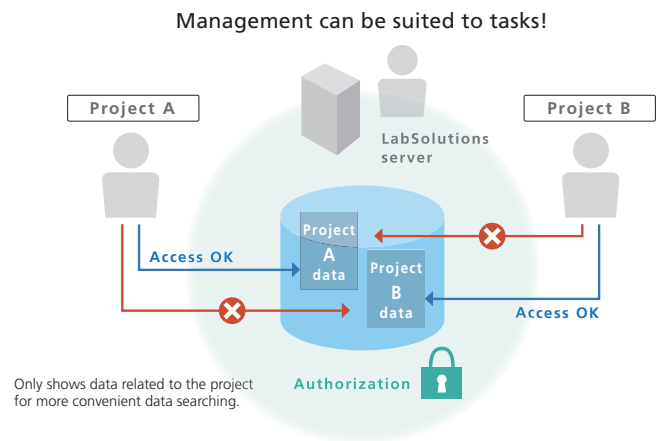 Management can be suited to tasks!
Project A
Project B
LabSolutions
server
Project
A
data
Project
B
data
Access OK
Access OK
Authorization
Only shows data related to the project
for more convenient data searching.